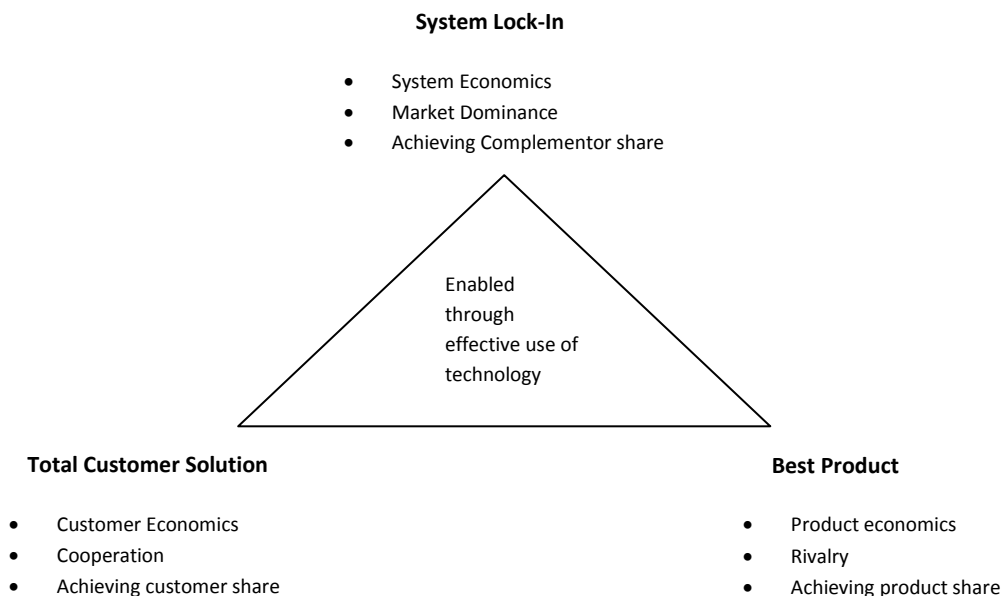 System Lock-In
• System Economics
• Market Dominance
• Achieving Complementor share
Enabled
through
effective use of
technology
Total Customer Solution
• Customer Economics
• Cooperation
• Achieving customer share
Best Product
• Product economics
• Rivalry
• Achieving product share